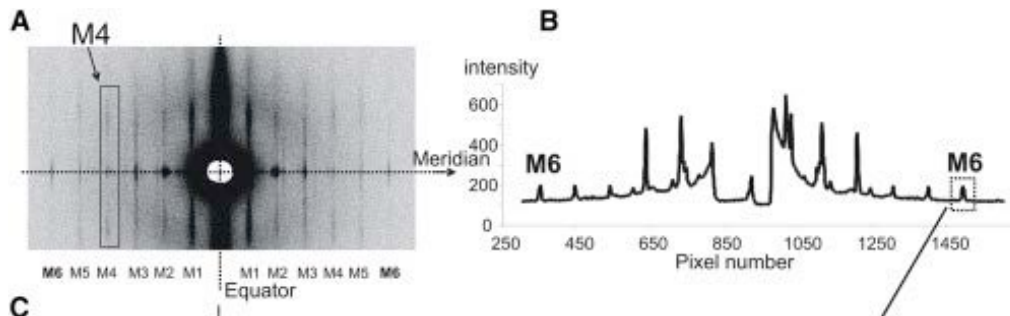 A
M4
Meridian
M6 M5 M4 M3 M2 M1 M1 M2 M3 M4 M5 M6
Equator
B
intensity
600
400
200
0
M6
M6
250 450 650 850 1050 1250 1450
Pixel number
C